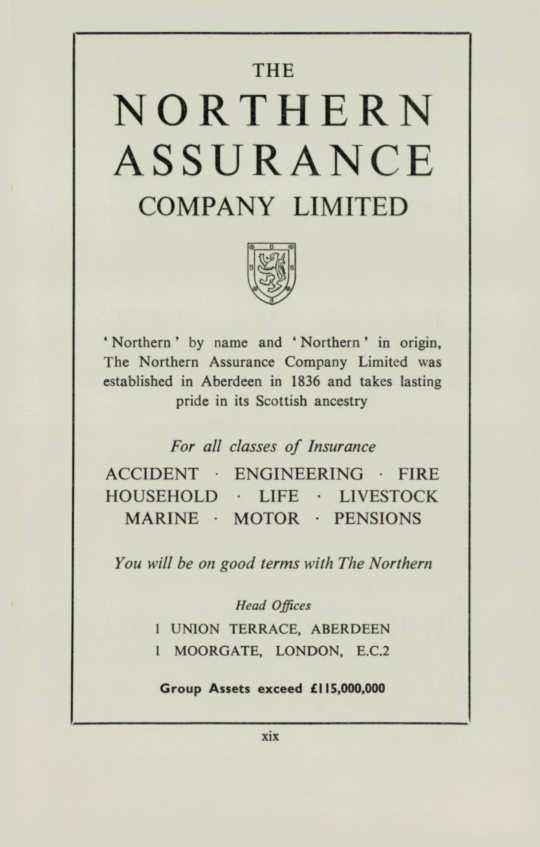 THE
NORTHERN
ASSURANCE
COMPANY LIMITED
‘Northern’ by name and ‘Northern’ in origin,
The Northern Assurance Company Limited was
established in Aberdeen in 1836 and takes lasting
pride in its Scottish ancestry
For all classes of Insurance
ACCIDENT · ENGINEERING · FIRE
HOUSEHOLD · LIFE · LIVESTOCK
MARINE · MOTOR · PENSIONS
You will be on good terms with The Northern
Head Offices
1 UNION TERRACE, ABERDEEN
1 MOORGATE, LONDON, E.C.2
Group Assets exceed £115,000,000
xix